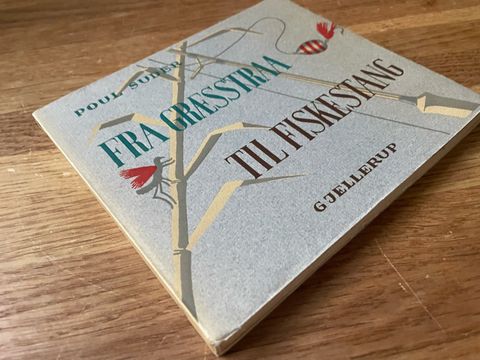 POUL SUDER
FRA GRÆSSTRAA
TIL FISKESTANG
GJELLERUP